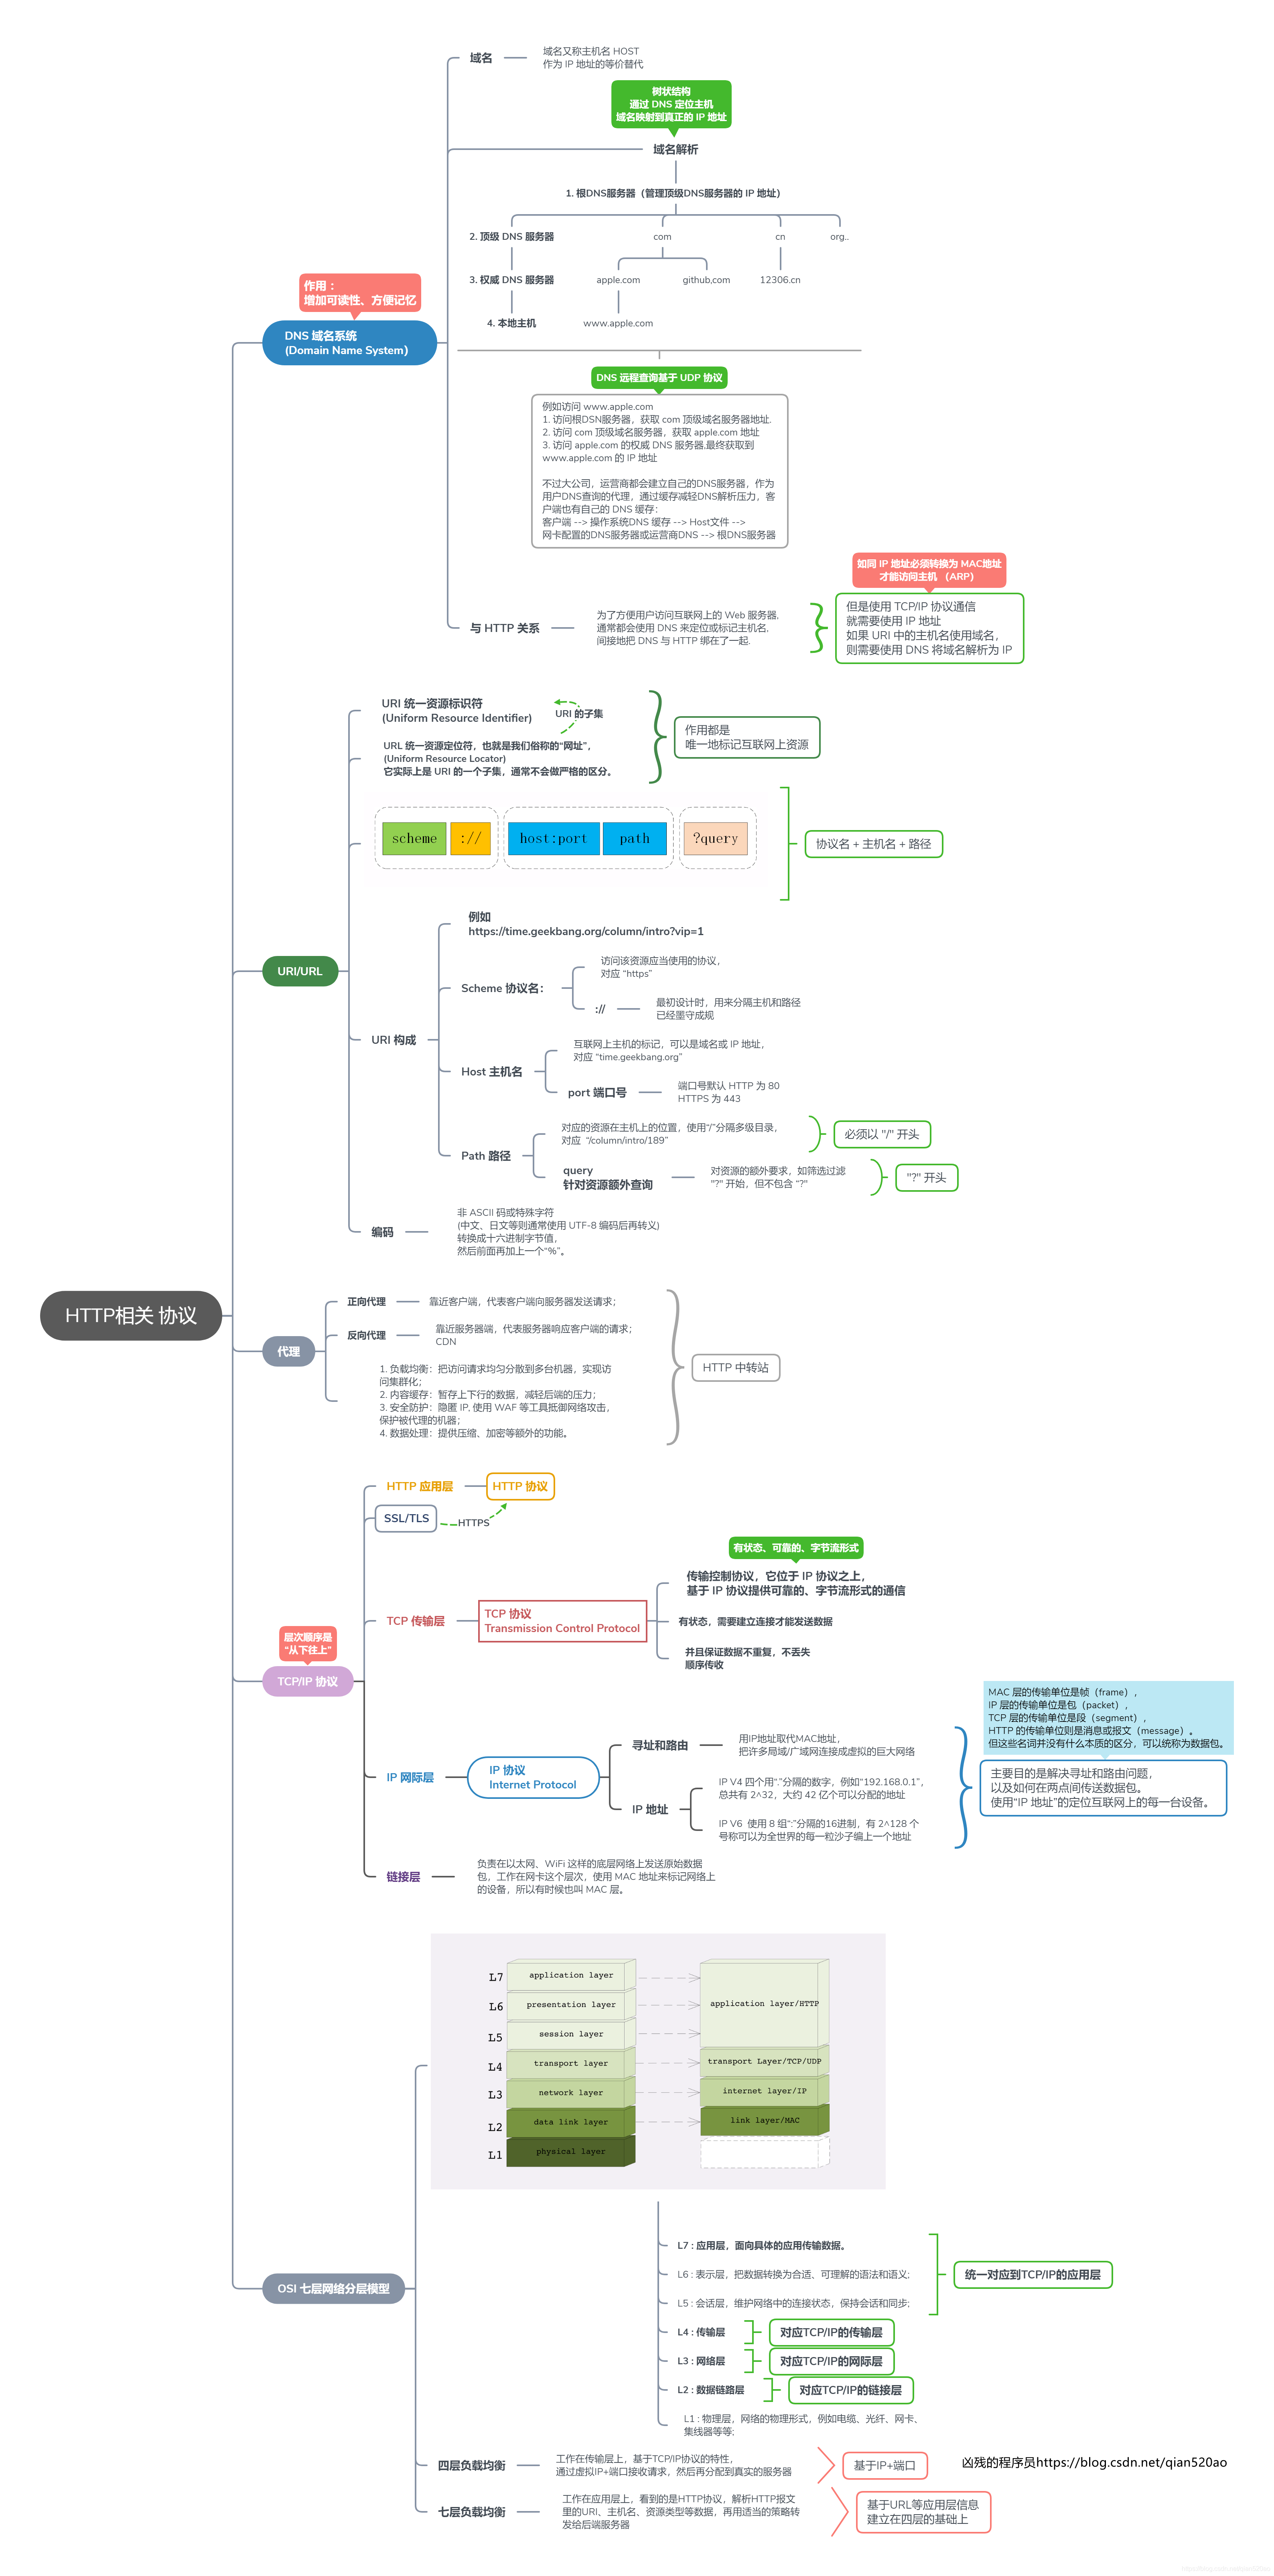 HTTP相关 协议
作用：
增加可读性、方便记忆
DNS 域名系统
(Domain Name System)
域名
域名又称主机名 HOST
作为 IP 地址的等价替代
树状结构
通过 DNS 定位主机
域名映射到真正的 IP 地址
域名解析
1. 根DNS服务器（管理顶级DNS服务器的 IP 地址）
2. 顶级 DNS 服务器
com
cn
org..
3. 权威 DNS 服务器
apple.com
github,com
12306.cn
4. 本地主机
www.apple.com
DNS 远程查询基于 UDP 协议
例如访问 www.apple.com
1. 访问根DSN服务器，获取 com 顶级域名服务器地址.
2. 访问 com 顶级域名服务器，获取 apple.com 地址
3. 访问 apple.com 的权威 DNS 服务器,最终获取到
www.apple.com 的 IP 地址
不过大公司，运营商都会建立自己的DNS服务器，作为
用户DNS查询的代理，通过缓存减轻DNS解析压力，客
户端也有自己的 DNS 缓存：
客户端 --> 操作系统DNS 缓存 --> Host文件 -->
网卡配置的DNS服务器或运营商DNS --> 根DNS服务器
与 HTTP 关系
为了方便用户访问互联网上的 Web 服务器,
通常都会使用 DNS 来定位或标记主机名,
间接地把 DNS 与 HTTP 绑在了一起.
如同 IP 地址必须转换为 MAC地址
才能访问主机 （ARP）
但是使用 TCP/IP 协议通信
就需要使用 IP 地址
如果 URI 中的主机名使用域名，
则需要使用 DNS 将域名解析为 IP
URI/URL
URI 统一资源标识符
(Uniform Resource Identifier)
URI 的子集
URL 统一资源定位符，也就是我们俗称的“网址”，
(Uniform Resource Locator)
它实际上是 URI 的一个子集，通常不会做严格的区分。
作用都是
唯一地标记互联网上资源
scheme
://
host:port
path
?query
协议名 + 主机名 + 路径
URI 构成
例如
https://time.geekbang.org/column/intro?vip=1
Scheme 协议名：
访问该资源应当使用的协议，
对应 “https”
://
最初设计时，用来分隔主机和路径
已经墨守成规
Host 主机名
互联网上主机的标记，可以是域名或 IP 地址，
对应 “time.geekbang.org”
port 端口号
端口号默认 HTTP 为 80
HTTPS 为 443
Path 路径
对应的资源在主机上的位置，使用“/”分隔多级目录，
对应 “/column/intro/189”
必须以 "/" 开头
query
针对资源额外查询
对资源的额外要求，如筛选过滤
"?" 开始，但不包含 "?"
"?" 开头
编码
非 ASCII 码或特殊字符
(中文、日文等则通常使用 UTF-8 编码后再转义)
转换成十六进制字节值，
然后前面再加上一个“%”。
代理
正向代理
靠近客户端，代表客户端向服务器发送请求；
反向代理
靠近服务器端，代表服务器响应客户端的请求；
CDN
1. 负载均衡：把访问请求均匀分散到多台机器，实现访
问集群化；
2. 内容缓存：暂存上下行的数据，减轻后端的压力；
3. 安全防护：隐匿 IP, 使用 WAF 等工具抵御网络攻击，
保护被代理的机器；
4. 数据处理：提供压缩、加密等额外的功能。
HTTP 中转站
层次顺序是
“从下往上”
TCP/IP 协议
HTTP 应用层
HTTP 协议
SSL/TLS
HTTPS
TCP 传输层
TCP 协议
Transmission Control Protocol
有状态、可靠的、字节流形式
传输控制协议，它位于 IP 协议之上，
基于 IP 协议提供可靠的、字节流形式的通信
有状态，需要建立连接才能发送数据
并且保证数据不重复，不丢失
顺序传收
IP 网际层
IP 协议
Internet Protocol
寻址和路由
用IP地址取代MAC地址，
把许多局域/广域网连接成虚拟的巨大网络
IP 地址
IP V4 四个用“.”分隔的数字，例如“192.168.0.1”，
总共有 2^32，大约 42 亿个可以分配的地址
IP V6 使用 8 组“:”分隔的16进制，有 2^128 个
号称可以为全世界的每一粒沙子编上一个地址
MAC 层的传输单位是帧（frame），
IP 层的传输单位是包（packet），
TCP 层的传输单位是段（segment），
HTTP 的传输单位则是消息或报文（message）。
但这些名词并没有什么本质的区分，可以统称为数据包。
主要目的是解决寻址和路由问题，
以及如何在两点间传送数据包。
使用“IP 地址”的定位互联网上的每一台设备。
链接层
负责在以太网、WiFi 这样的底层网络上发送原始数据
包，工作在网卡这个层次，使用 MAC 地址来标记网络上
的设备，所以有时候也叫 MAC 层。
OSI 七层网络分层模型
L7
application layer
L6
presentation layer
L5
session layer
L4
transport layer
L3
network layer
L2
data link layer
L1
physical layer
application layer/HTTP
transport Layer/TCP/UDP
internet layer/IP
link layer/MAC
L7 : 应用层，面向具体的应用传输数据。
L6 : 表示层，把数据转换为合适、可理解的语法和语义;
L5 : 会话层，维护网络中的连接状态，保持会话和同步;
统一对应到TCP/IP的应用层
L4 : 传输层
对应TCP/IP的传输层
L3 : 网络层
对应TCP/IP的网际层
L2 : 数据链路层
对应TCP/IP的链接层
L1 : 物理层，网络的物理形式，例如电缆、光纤、网卡、
集线器等等;
四层负载均衡
工作在传输层上，基于TCP/IP协议的特性，
通过虚拟IP+端口接收请求，然后再分配到真实的服务器
基于IP+端口
凶残的程序员https://blog.csdn.net/qian520ao
七层负载均衡
工作在应用层上，看到的是HTTP协议，解析HTTP报文
里的URI、主机名、资源类型等数据，再用适当的策略转
发给后端服务器
基于URL等应用层信息
建立在四层的基础上